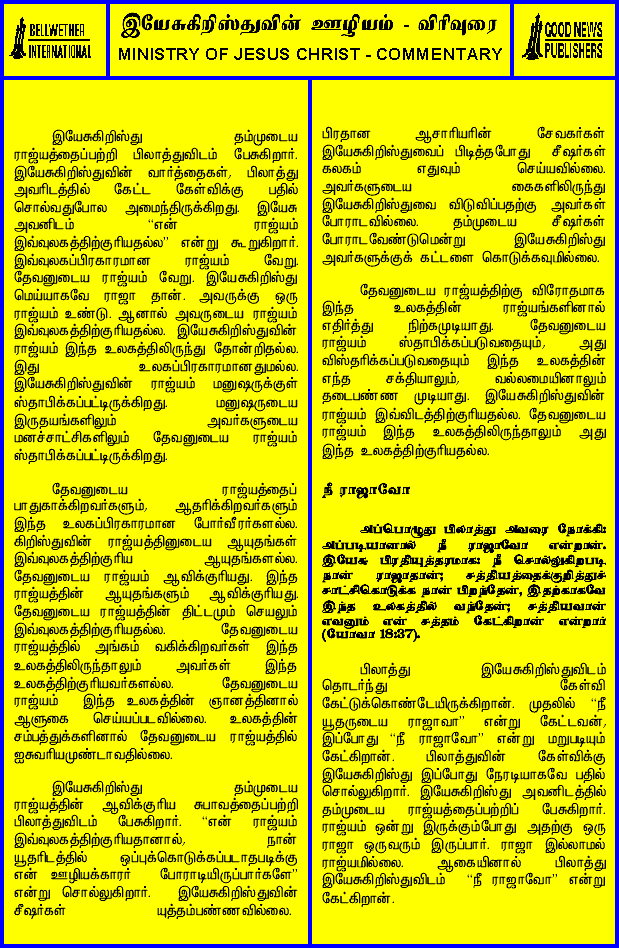 BELLWETHER
INTERNATIONAL
இயேசுகிறிஸ்துவின் ஊழியம் - விரிவுரை
MINISTRY OF JESUS CHRIST - COMMENTARY
GOOD NEWS
PUBLISHERS
இயேசுகிறிஸ்து தம்முடைய
ராஜ்யத்தைப்பற்றி பிலாத்துவிடம் பேசுகிறார்.
இயேசுகிறிஸ்துவின் வார்த்தைகள், பிலாத்து
அவரிடத்தில் கேட்ட கேள்விக்கு பதில்
சொல்வதுபோல அமைந்திருக்கிறது. இயேசு
அவனிடம் “என் ராஜ்யம்
இவ்வுலகத்திற்குரியதல்ல” என்று கூறுகிறார்.
இவ்வுலகப்பிரகாரமான ராஜ்யம் வேறு.
தேவனுடைய ராஜ்யம் வேறு. இயேசுகிறிஸ்து
மெய்யாகவே ராஜா தான். அவருக்கு ஒரு
ராஜ்யம் உண்டு. ஆனால் அவருடைய ராஜ்யம்
இவ்வுலகத்திற்குரியதல்ல. இயேசுகிறிஸ்துவின்
ராஜ்யம் இந்த உலகத்திலிருந்து தோன்றிதல்ல.
இது உலகப்பிரகாரமானதுமல்ல.
இயேசுகிறிஸ்துவின் ராஜ்யம் மனுஷருக்குள்
ஸ்தாபிக்கப்பட்டிருக்கிறது. மனுஷருடைய
இருதயங்களிலும் அவர்களுடைய
மனச்சாட்சிகளிலும் தேவனுடைய ராஜ்யம்
ஸ்தாபிக்கப்பட்டிருக்கிறது.
தேவனுடைய ராஜ்யத்தைப்
பாதுகாக்கிறவர்களும், ஆதரிக்கிறவர்களும்
இந்த உலகப்பிரகாரமான போர்வீரர்களல்ல.
கிறிஸ்துவின் ராஜ்யத்தினுடைய ஆயுதங்கள்
இவ்வுலகத்திற்குரிய ஆயுதங்களல்ல.
தேவனுடைய ராஜ்யம் ஆவிக்குரியது. இந்த
ராஜ்யத்தின் ஆயுதங்களும் ஆவிக்குரியது.
தேவனுடைய ராஜ்யத்தின் திட்டமும் செயலும்
இவ்வுலகத்திற்குரியதல்ல. தேவனுடைய
ராஜ்யத்தில் அங்கம் வகிக்கிறவர்கள் இந்த
உலகத்திலிருந்தாலும் அவர்கள் இந்த
உலகத்திற்குரியவர்களல்ல. தேவனுடைய
ராஜ்யம் இந்த உலகத்தின் ஞானத்தினால்
ஆளுகை செய்யப்படவில்லை. உலகத்தின்
சம்பத்துக்களினால் தேவனுடைய ராஜ்யத்தில்
ஐசுவரியமுண்டாவதில்லை.
இயேசுகிறிஸ்து தம்முடைய
ராஜ்யத்தின் ஆவிக்குரிய சுபாவத்தைப்பற்றி
பிலாத்துவிடம் பேசுகிறார். “என் ராஜ்யம்
இவ்வுலகத்திற்குரியதானால், நான்
யூதரிடத்தில் ஒப்புக்கொடுக்கப்படாதபடிக்கு
என் ஊழியக்காரர் போராடியிருப்பார்களே”
என்று சொல்லுகிறார். இயேசுகிறிஸ்துவின்
சீஷர்கள் யுத்தம்பண்ணவில்லை.
பிரதான ஆசாரியரின் சேவகர்கள்
இயேசுகிறிஸ்துவைப் பிடித்தபோது சீஷர்கள்
கலகம் எதுவும் செய்யவில்லை.
அவர்களுடைய கைகளிலிருந்து
இயேசுகிறிஸ்துவை விடுவிப்பதற்கு அவர்கள்
போராடவில்லை. தம்முடைய சீஷர்கள்
போராடவேண்டுமென்று இயேசுகிறிஸ்து
அவர்களுக்குக் கட்டளை கொடுக்கவுமில்லை.
தேவனுடைய ராஜ்யத்திற்கு விரோதமாக
இந்த உலகத்தின் ராஜ்யங்களினால்
எதிர்த்து நிற்கமுடியாது. தேவனுடைய
ராஜ்யம் ஸ்தாபிக்கப்படுவதையும், அது
விஸ்தரிக்கப்படுவதையும் இந்த உலகத்தின்
எந்த சக்தியாலும், வல்லமையினாலும்
தடைபண்ண முடியாது. இயேசுகிறிஸ்துவின்
ராஜ்யம் இவ்விடத்திற்குரியதல்ல. தேவனுடைய
ராஜ்யம் இந்த உலகத்திலிருந்தாலும் அது
இந்த உலகத்திற்குரியதல்ல.
நீ ராஜாவோ
அப்பொழுது பிலாத்து அவரை நோக்கி:
அப்படியானால் நீ ராஜாவோ என்றான்.
இயேசு பிரதியுத்தரமாக: நீ சொல்லுகிறபடி
நான் ராஜாதான்; சத்தியத்தைக்குறித்துச்
சாட்சிகொடுக்க நான் பிறந்தேன், இதற்காகவே
இந்த உலகத்தில் வந்தேன்; சத்தியவான்
எவனும் என் சத்தம் கேட்கிறான் என்றார்
(யோவா 18:37).
பிலாத்து இயேசுகிறிஸ்துவிடம்
தொடர்ந்து கேள்வி
கேட்டுக்கொண்டேயிருக்கிறான். முதலில் “நீ
யூதருடைய ராஜாவா” என்று கேட்டவன்,
இப்போது “நீ ராஜாவோ” என்று மறுபடியும்
கேட்கிறான். பிலாத்துவின் கேள்விக்கு
இயேசுகிறிஸ்து இப்போது நேரடியாகவே பதில்
சொல்லுகிறார். இயேசுகிறிஸ்து அவனிடத்தில்
தம்முடைய ராஜ்யத்தைப்பற்றிப் பேசுகிறார்.
ராஜ்யம் ஒன்று இருக்கும்போது அதற்கு ஒரு
ராஜா ஒருவரும் இருப்பார். ராஜா இல்லாமல்
ராஜ்யமில்லை. ஆகையினால் பிலாத்து
இயேசுகிறிஸ்துவிடம் “நீ ராஜாவோ” என்று
கேட்கிறான்.